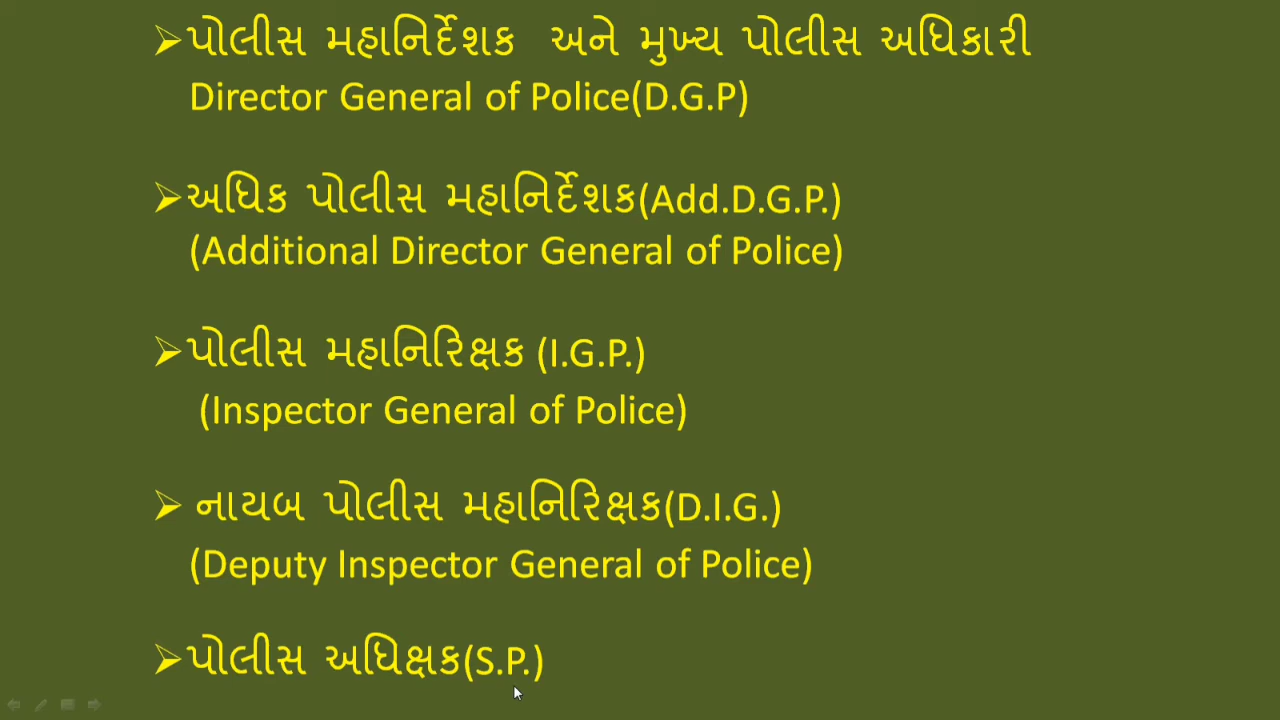 ➢પોલીસ મહાનિર્દેશક અને મુખ્ય પોલીસ અધિકારી
Director General of Police(D.G.P)
➢અધિક પોલીસ મહાનિર્દેશક(Add.D.G.P.)
(Additional Director General of Police)
➢પોલીસ મહાનિરિક્ષક (I.G.P.)
(Inspector General of Police)
➢ નાયબ પોલીસ મહાનિરિક્ષક(D.I.G.)
(Deputy Inspector General of Police)
➢પોલીસ અધિક્ષક(S.P.)